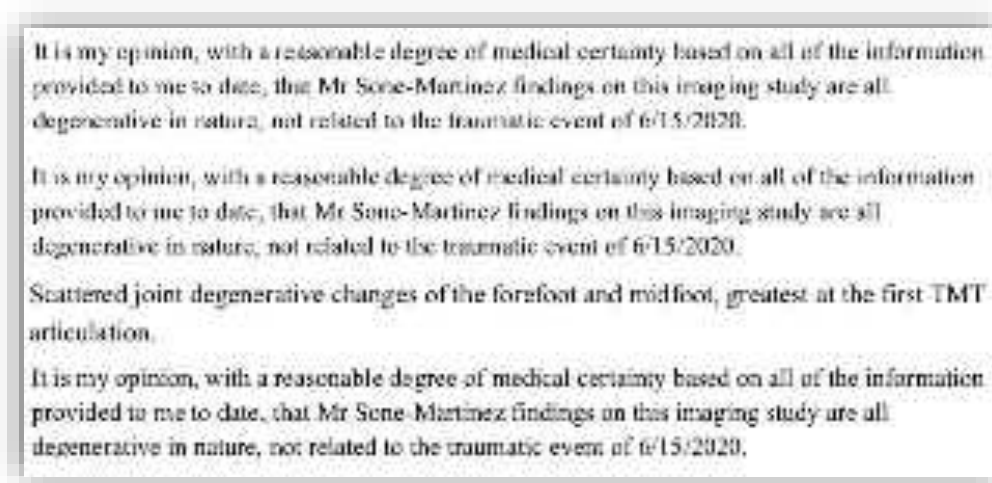 It is my opinion, with a reasonable degree of medical certainty based on all of the information
provided to me to date, that Mr Sone-Martinez findings on this imaging study are all
degenerative in nature, not related to the traumatic event of 6/15/2020.
It is my opinion, with a reasonable degree of medical certainty based on all of the information
provided to me to date, that Mr Sone-Martinez findings on this imaging study are all
degenerative in nature, not related to the traumatic event of 6/15/2020.
Scattered joint degenerative changes of the forefoot and midfoot, greatest at the first TMT
articulation.
It is my opinion, with a reasonable degree of medical certainty based on all of the information
provided to me to date, that Mr Sone-Martinez findings on this imaging study are all
degenerative in nature, not related to the traumatic event of 6/15/2020.